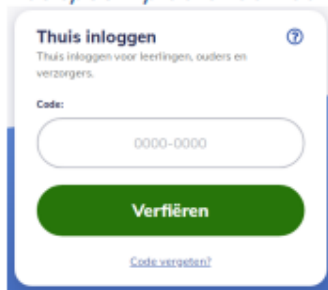 Thuis inloggen
Thuis inloggen voor leerlingen, ouders en
verzorgers.
Code:
0000-0000
Verfiëren
Code vergeten?